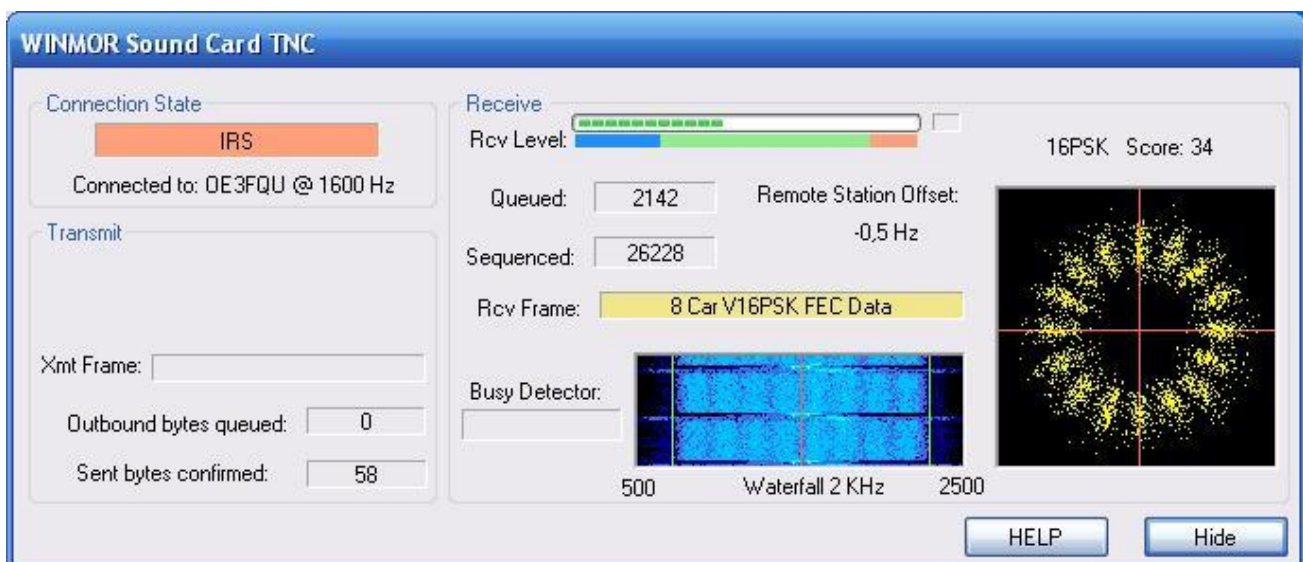 WINMOR Sound Card TNC
Connection State
IRS
Connected to: OE3FQU @ 1600 Hz
Transmit
Xmt Frame:
Outbound bytes queued: 0
Sent bytes confirmed: 58
Receive
Rcv Level:
Queued: 2142
Remote Station Offset:
-0,5 Hz
Sequenced: 26228
Rcv Frame: 8 Car V16PSK FEC Data
Busy Detector:
500 Waterfall 2 KHz 2500
16PSK Score: 34
HELP Hide